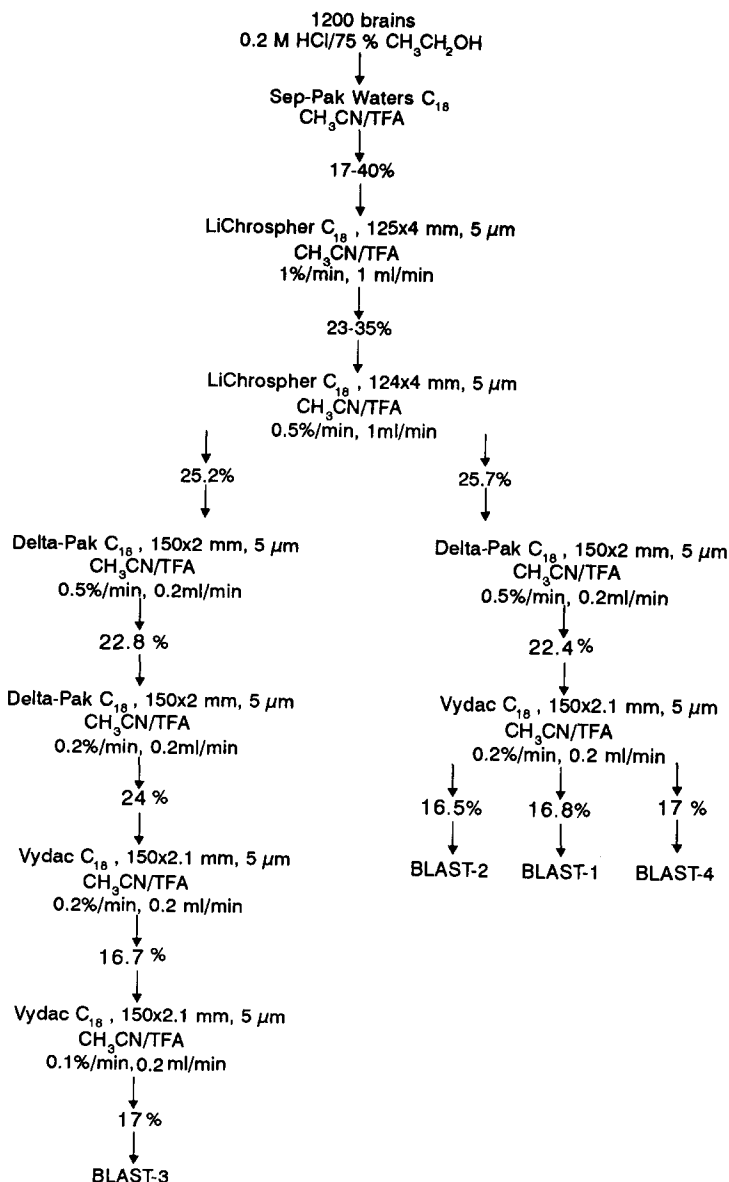 1200 brains
0.2 M HCl/75 % CH₃CH₂OH
Sep-Pak Waters C₁₈
CH₃CN/TFA
17-40%
LiChrospher C₁₈ , 125x4 mm, 5 µm
CH₃CN/TFA
1%/min, 1 ml/min
23-35%
LiChrospher C₁₈ , 124x4 mm, 5 µm
CH₃CN/TFA
0.5%/min, 1ml/min
25.2%
Delta-Pak C₁₈ , 150x2 mm, 5 µm
CH₃CN/TFA
0.5%/min, 0.2ml/min
22.8 %
Delta-Pak C₁₈ , 150x2 mm, 5 µm
CH₃CN/TFA
0.2%/min, 0.2ml/min
24 %
Vydac C₁₈ , 150x2.1 mm, 5 µm
CH₃CN/TFA
0.2%/min, 0.2 ml/min
16.7 %
Vydac C₁₈ , 150x2.1 mm, 5 µm
CH₃CN/TFA
0.1%/min, 0.2 ml/min
17 %
BLAST-3
25.7%
Delta-Pak C₁₈ , 150x2 mm, 5 µm
CH₃CN/TFA
0.5%/min, 0.2ml/min
22.4 %
Vydac C₁₈ , 150x2.1 mm, 5 µm
CH₃CN/TFA
0.2%/min, 0.2 ml/min
16.5% 16.8% 17 %
BLAST-2 BLAST-1 BLAST-4